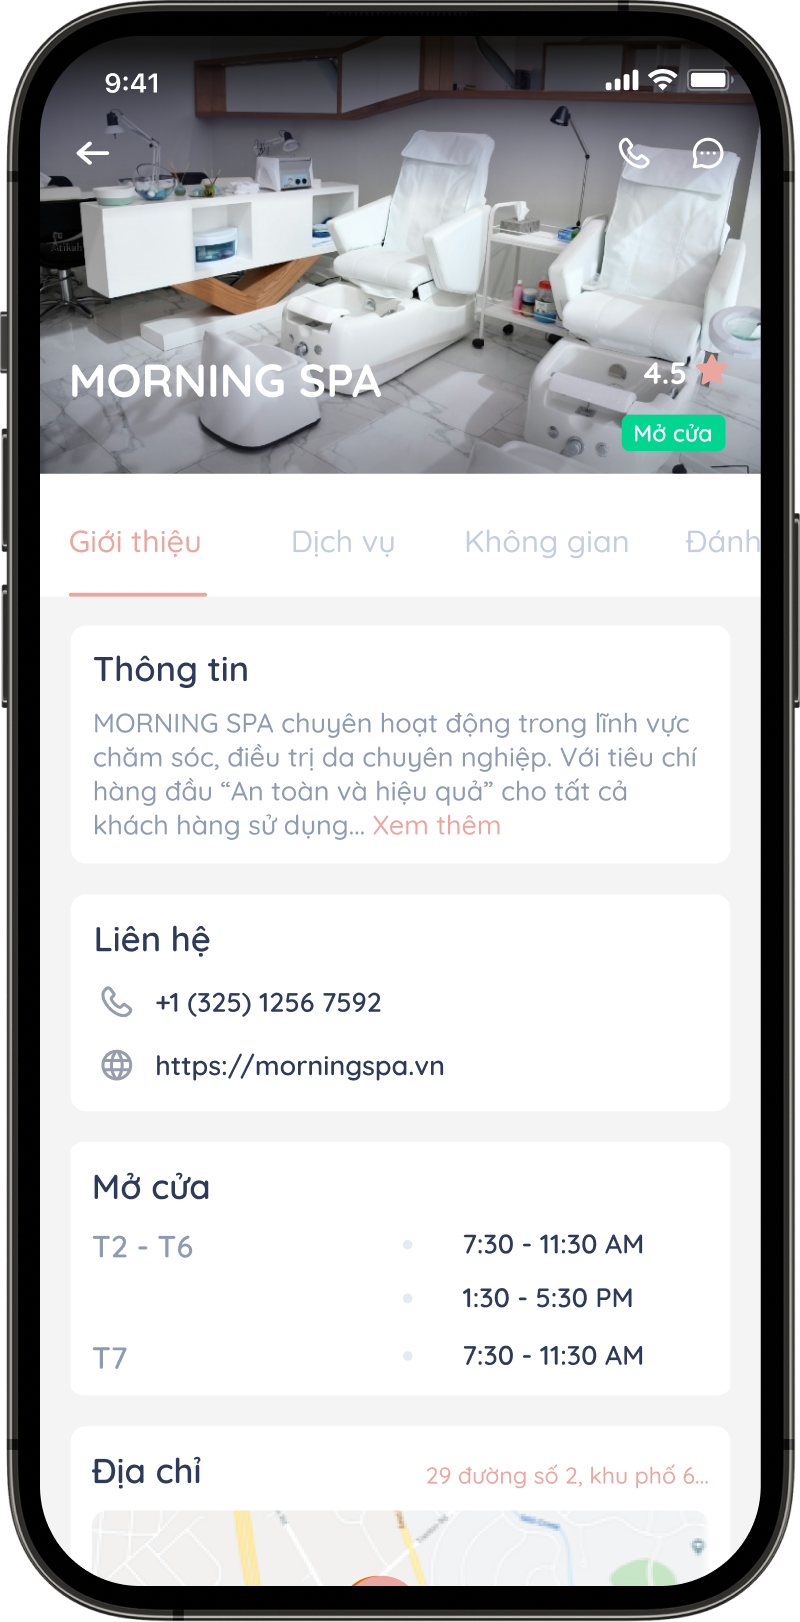 9:41
MORNING SPA
4.5
Mở cửa
Giới thiệu
Dịch vụ
Không gian
Đánh
Thông tin
MORNING SPA chuyên hoạt động trong lĩnh vực
chăm sóc, điều trị da chuyên nghiệp. Với tiêu chí
hàng đầu “An toàn và hiệu quả” cho tất cả
khách hàng sử dụng... Xem thêm
Liên hệ
+1 (325) 1256 7592
https://morningspa.vn
Mở cửa
T2 - T6
7:30 - 11:30 AM
1:30 - 5:30 PM
T7
7:30 - 11:30 AM
Địa chỉ
29 đường số 2, khu phố 6...